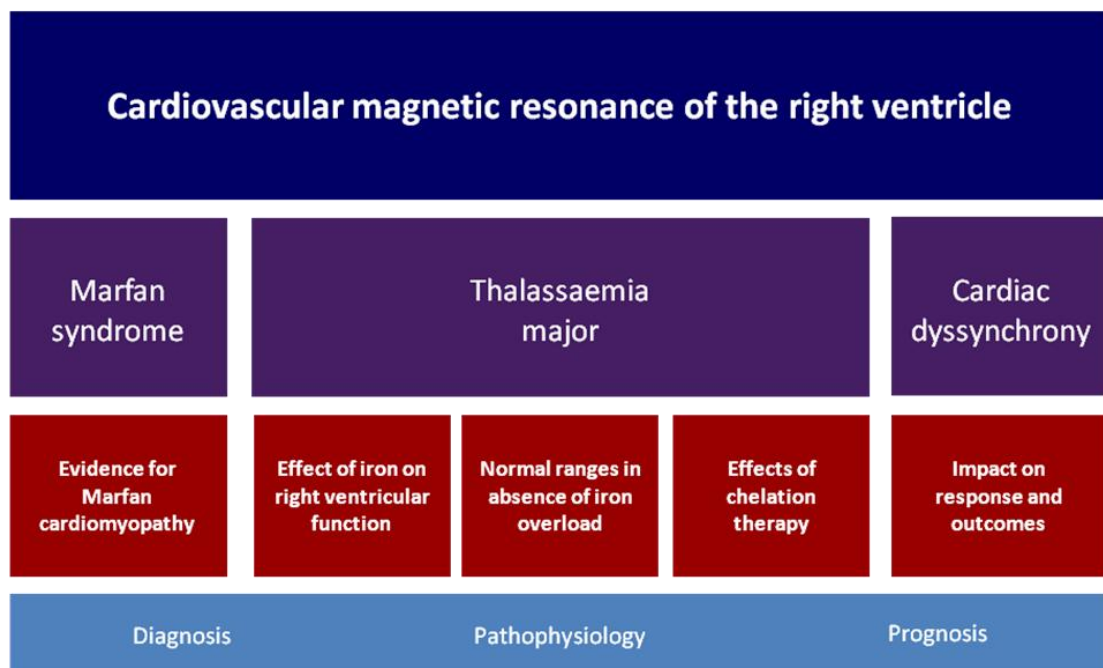 Cardiovascular magnetic resonance of the right ventricle
Marfan
syndrome
Thalassaemia
major
Cardiac
dyssynchrony
Evidence for
Marfan
cardiomyopathy
Effect of iron on
right ventricular
function
Normal ranges in
absence of iron
overload
Effects of
chelation
therapy
Impact on
response and
outcomes
Diagnosis
Pathophysiology
Prognosis